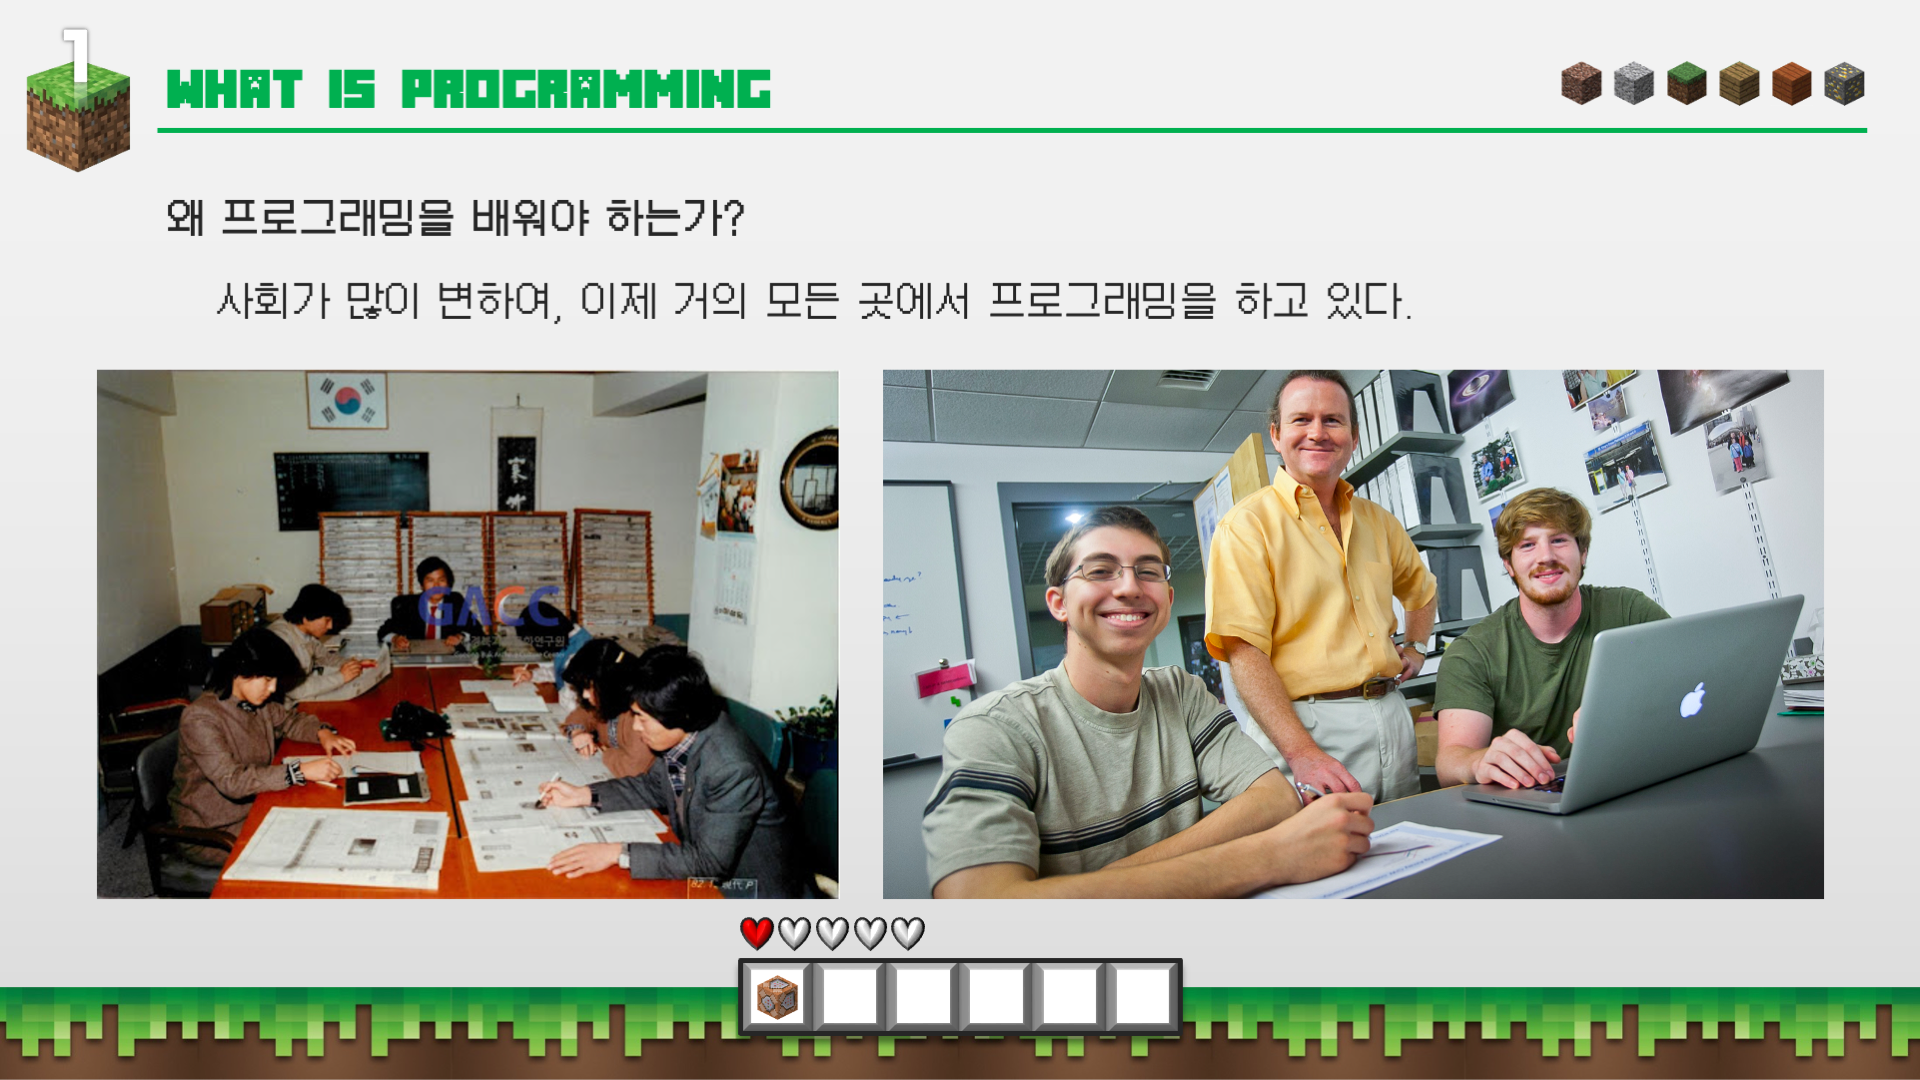 1
WHAT IS PROGRAMMING
왜 프로그래밍을 배워야 하는가?
사회가 많이 변하여, 이제 거의 모든 곳에서 프로그래밍을 하고 있다.
GACC